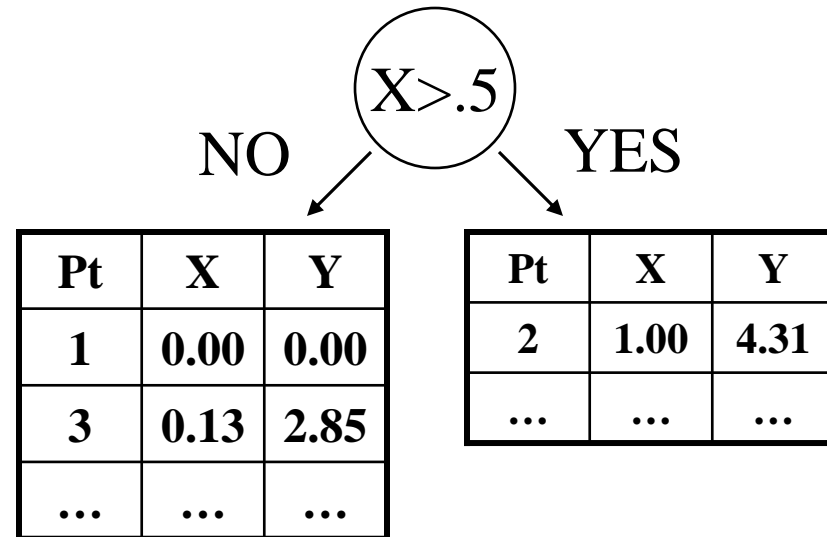 X>.5
NO
YES
Pt X Y
1 0.00 0.00
3 0.13 2.85
... ... ...
Pt X Y
2 1.00 4.31
... ... ...